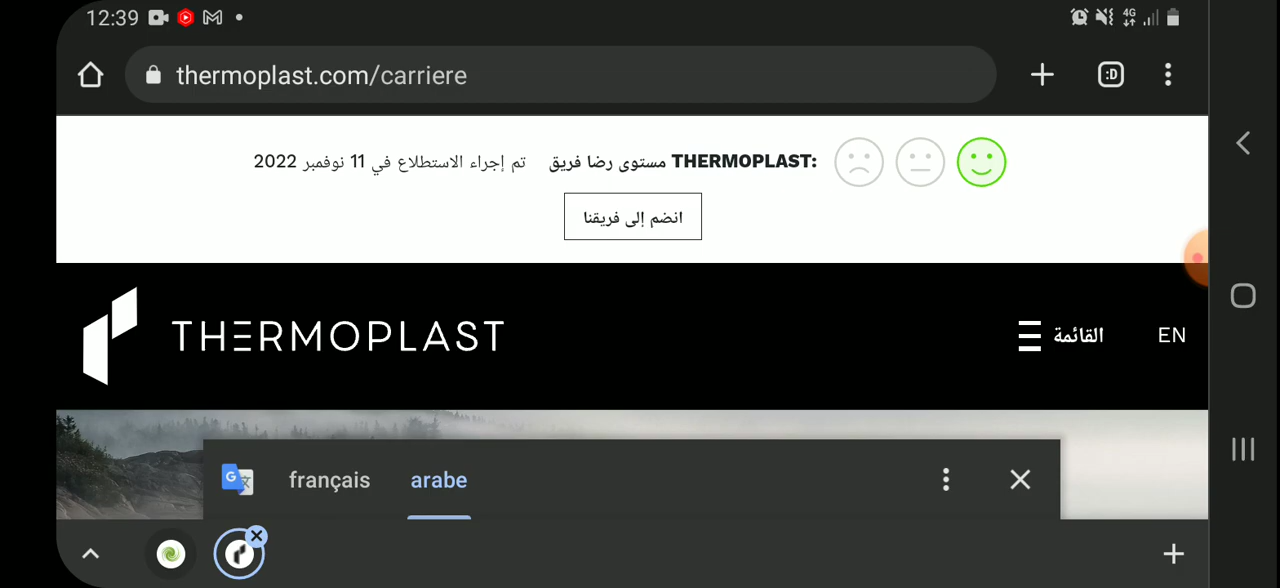 12:39
4G
thermoplast.com/carriere
:D
مستوى رضا فريق THERMOPLAST: تم إجراء الاستطلاع في 11 نوفمبر 2022
انضم إلى فريقنا
THERMOPLAST
القائمة
EN
français arabe